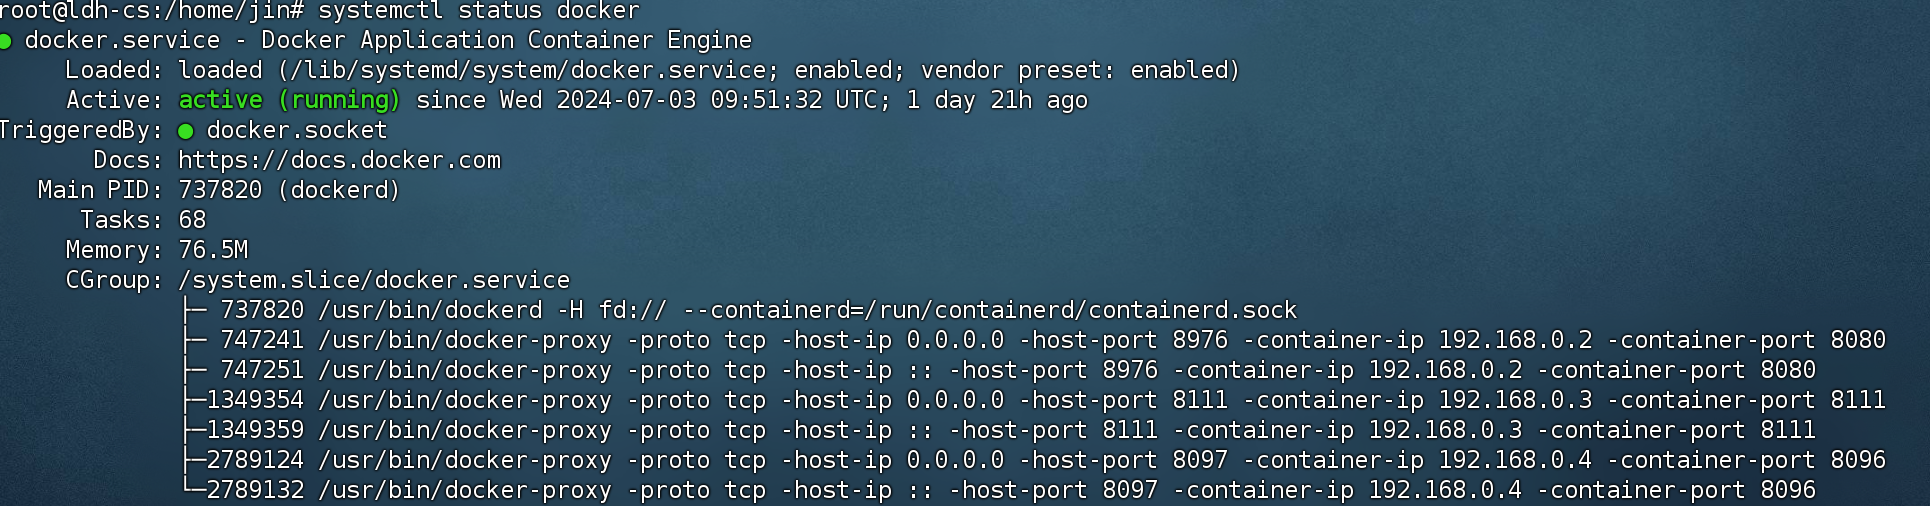 root@ldh-cs:/home/jin# systemctl status docker
● docker.service - Docker Application Container Engine
Loaded: loaded (/lib/systemd/system/docker.service; enabled; vendor preset: enabled)
Active: active (running) since Wed 2024-07-03 09:51:32 UTC; 1 day 21h ago
TriggeredBy: ● docker.socket
Docs: https://docs.docker.com
Main PID: 737820 (dockerd)
Tasks: 68
Memory: 76.5M
CGroup: /system.slice/docker.service
├─ 737820 /usr/bin/dockerd -H fd:// --containerd=/run/containerd/containerd.sock
├─ 747241 /usr/bin/docker-proxy -proto tcp -host-ip 0.0.0.0 -host-port 8976 -container-ip 192.168.0.2 -container-port 8080
├─ 747251 /usr/bin/docker-proxy -proto tcp -host-ip :: -host-port 8976 -container-ip 192.168.0.2 -container-port 8080
├─1349354 /usr/bin/docker-proxy -proto tcp -host-ip 0.0.0.0 -host-port 8111 -container-ip 192.168.0.3 -container-port 8111
├─1349359 /usr/bin/docker-proxy -proto tcp -host-ip :: -host-port 8111 -container-ip 192.168.0.3 -container-port 8111
├─2789124 /usr/bin/docker-proxy -proto tcp -host-ip 0.0.0.0 -host-port 8097 -container-ip 192.168.0.4 -container-port 8096
└─2789132 /usr/bin/docker-proxy -proto tcp -host-ip :: -host-port 8097 -container-ip 192.168.0.4 -container-port 8096